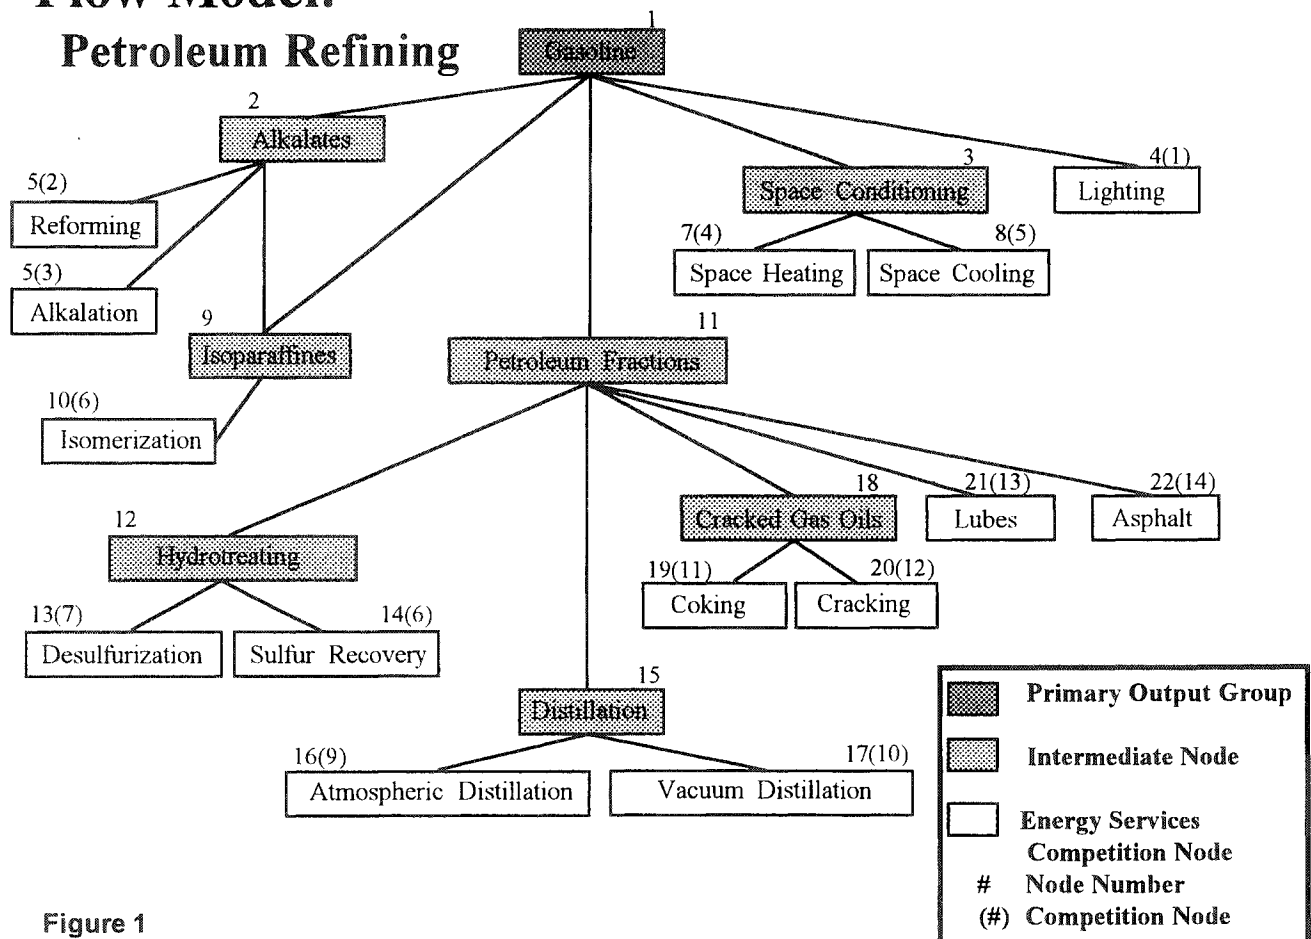 Flow Model:
Petroleum Refining
1
Gasoline
2
Alkalates
3
Space Conditioning
4(1)
Lighting
5(2)
Reforming
7(4)
Space Heating
8(5)
Space Cooling
5(3)
Alkalation
9
Isoparaffines
11
Petroleum Fractions
10(6)
Isomerization
12
Hydrotreating
18
Cracked Gas Oils
21(13)
Lubes
22(14)
Asphalt
19(11)
Coking
20(12)
Cracking
13(7)
Desulfurization
14(6)
Sulfur Recovery
15
Distillation
16(9)
Atmospheric Distillation
17(10)
Vacuum Distillation
Primary Output Group
Intermediate Node
Energy Services
Competition Node
# Node Number
(#) Competition Node
Figure 1